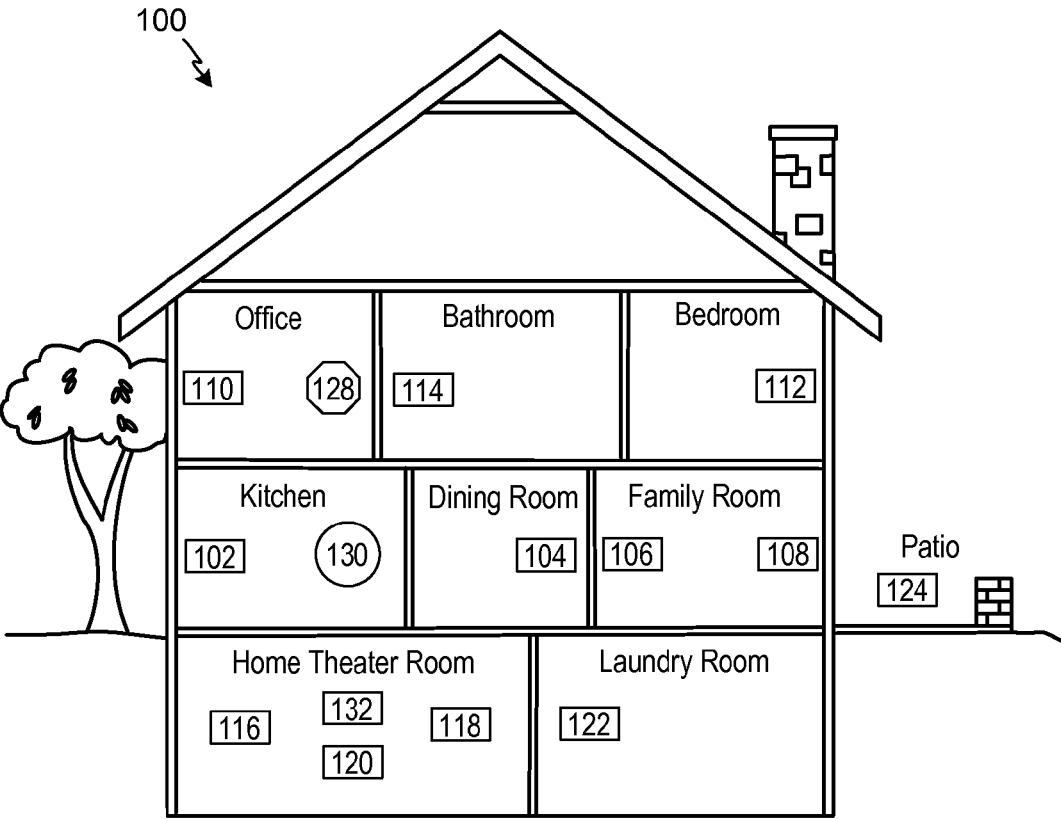 100
Office
Bathroom
Bedroom
110
128
114
112
Kitchen
Dining Room
Family Room
102
130
104
106
108
Patio
124
Home Theater Room
Laundry Room
116
132
118
120
122